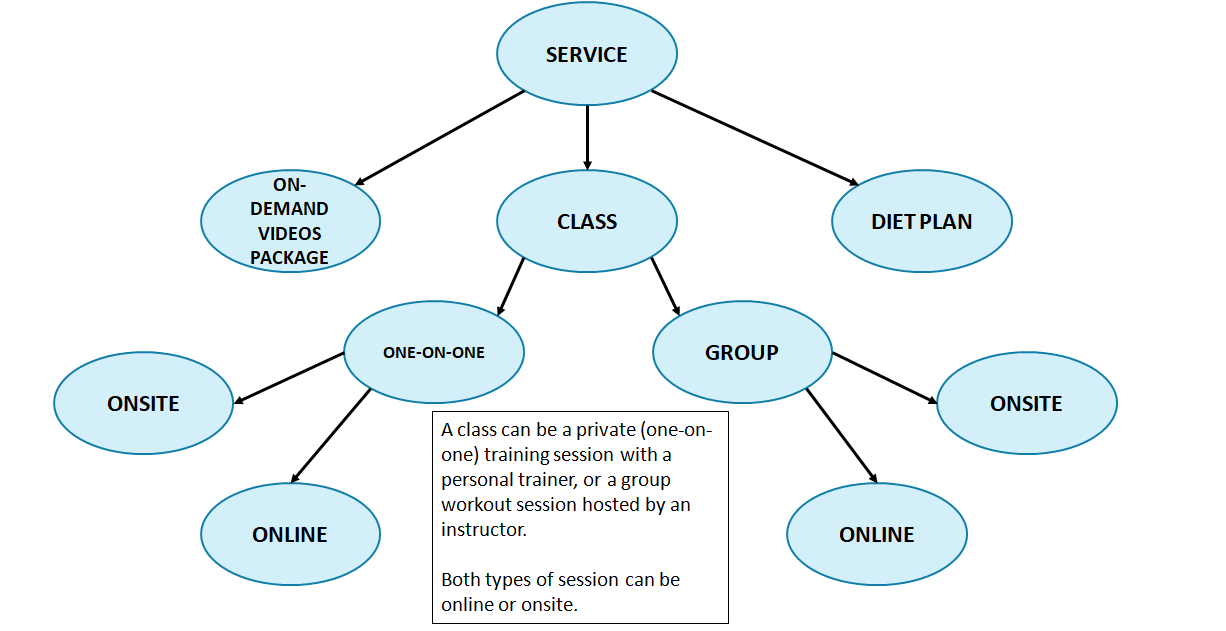 SERVICE
ON-
DEMAND
VIDEOS
PACKAGE
CLASS
DIET PLAN
ONE-ON-ONE
GROUP
ONSITE
ONSITE
A class can be a private (one-on-
one) training session with a
personal trainer, or a group
workout session hosted by an
instructor.
Both types of session can be
online or onsite.
ONLINE
ONLINE